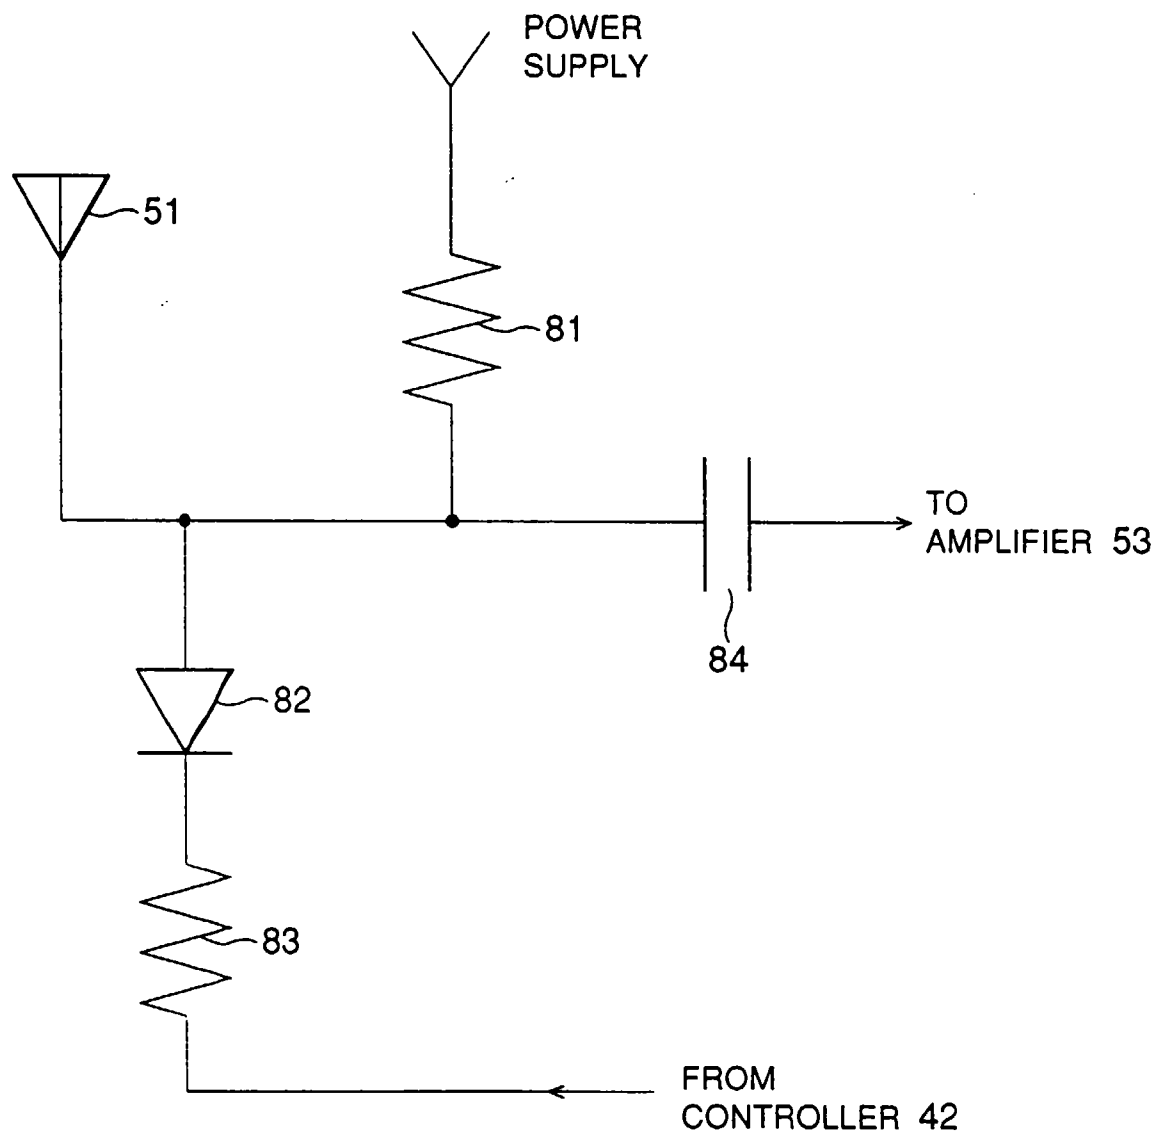 POWER
SUPPLY
51
81
TO
AMPLIFIER 53
84
82
83
FROM
CONTROLLER 42